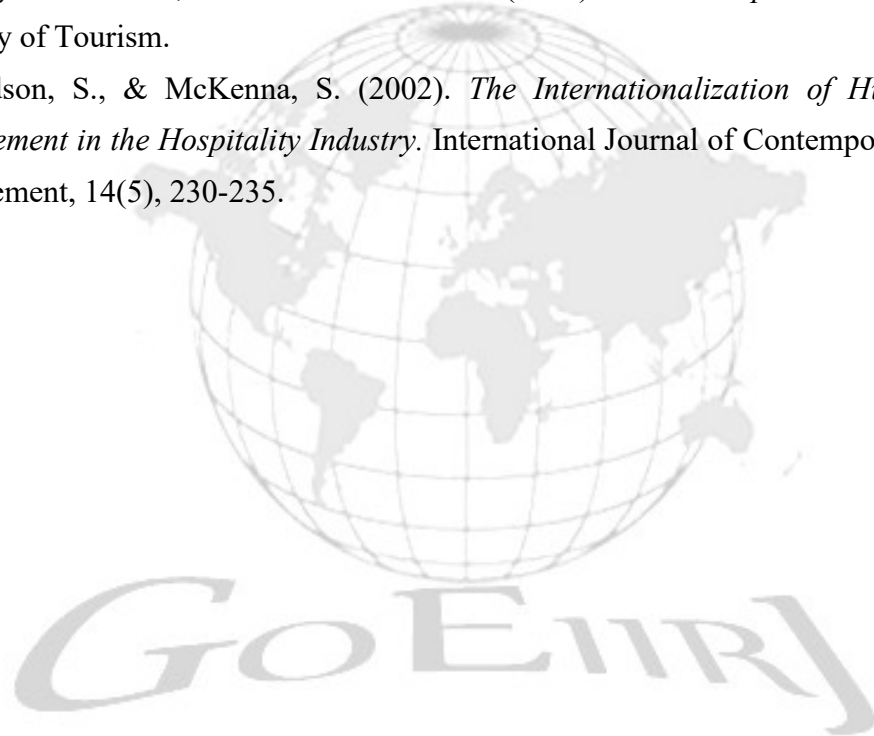 y of Tourism.
dson, S., & McKenna, S. (2002). The Internationalization of H
ement in the Hospitality Industry. International Journal of Contempo
ement, 14(5), 230-235.
GOEIIRJ